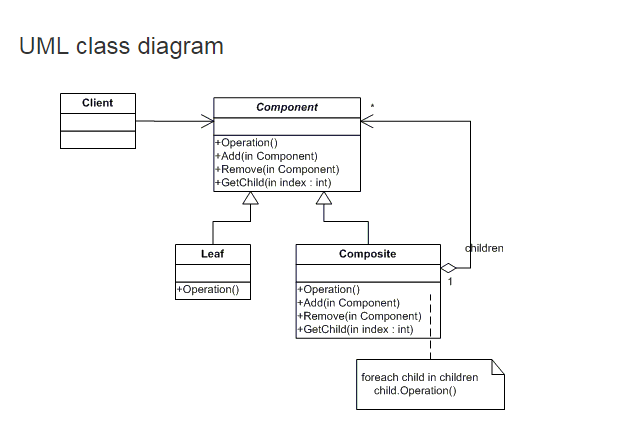 UML class diagram
Client
Component
*
+Operation()
+Add(in Component)
+Remove(in Component)
+GetChild(in index : int)
children
Leaf
+Operation()
Composite
1
+Operation()
+Add(in Component)
+Remove(in Component)
+GetChild(in index : int)
foreach child in children
child.Operation()